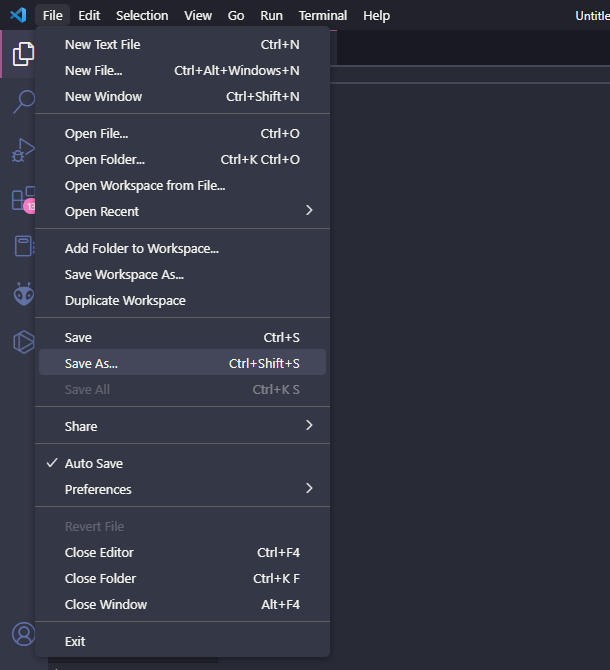 File Edit Selection View Go Run Terminal Help Untitle
New Text File Ctrl+N
New File... Ctrl+Alt+Windows+N
New Window Ctrl+Shift+N
Open File... Ctrl+O
Open Folder... Ctrl+K Ctrl+O
Open Workspace from File...
Open Recent
Add Folder to Workspace...
Save Workspace As...
Duplicate Workspace
Save Ctrl+S
Save As... Ctrl+Shift+S
Save All Ctrl+K S
Share
Auto Save
Preferences
Revert File
Close Editor Ctrl+F4
Close Folder Ctrl+K F
Close Window Alt+F4
Exit